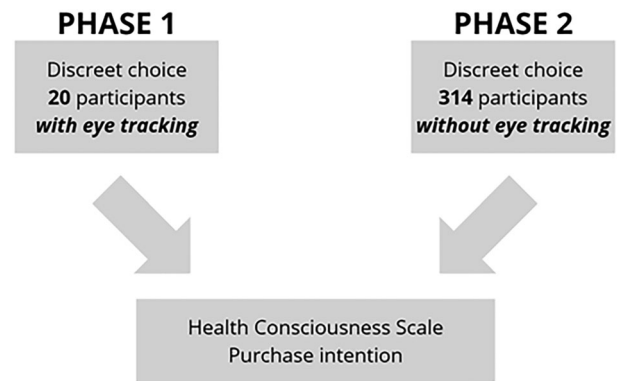 PHASE 1
Discreet choice
20 participants
with eye tracking
PHASE 2
Discreet choice
314 participants
without eye tracking
Health Consciousness Scale
Purchase intention